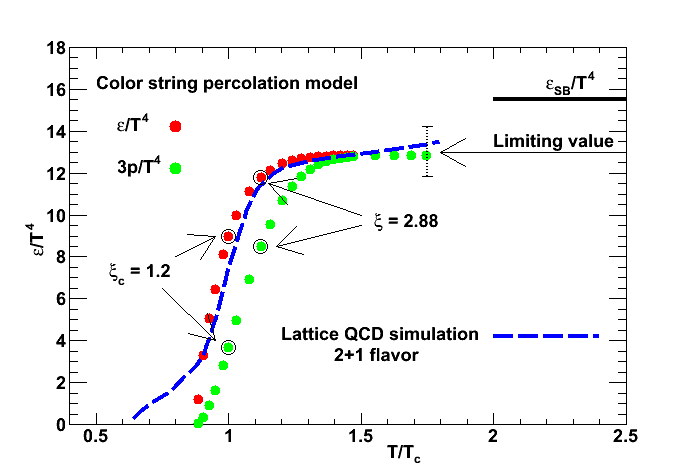 18
16
14
12
10
8
6
4
2
0
ε/T⁴
Color string percolation model
ε/T⁴
3p/T⁴
ε_SB/T⁴
Limiting value
ξ = 2.88
ξ_c = 1.2
Lattice QCD simulation
2+1 flavor
0.5 1 1.5 2 2.5
T/T_c